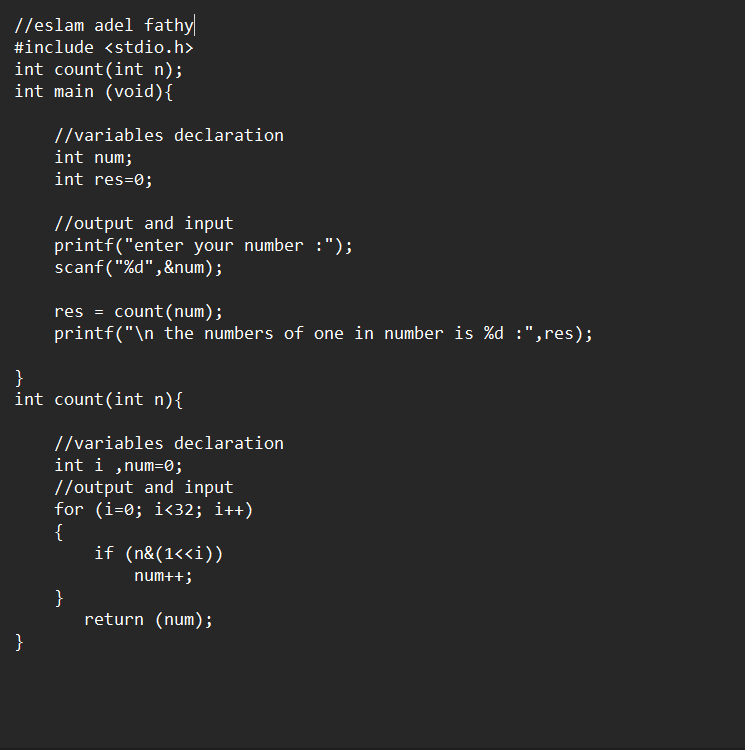 //eslam adel fathy
#include <stdio.h>
int count(int n);
int main (void){
    //variables declaration
    int num;
    int res=0;
    //output and input
    printf("enter your number :");
    scanf("%d",&num);
    res = count(num);
    printf("\n the numbers of one in number is %d :",res);
}
int count(int n){
    //variables declaration
    int i ,num=0;
    //output and input
    for (i=0; i<32; i++)
    {
        if (n&(1<<i))
            num++;
    }
       return (num);
}